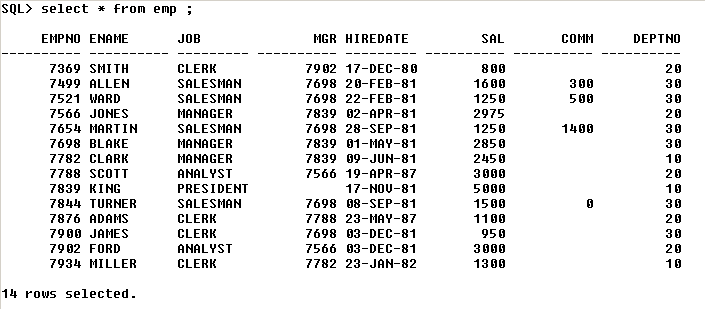 SQL> select * from emp ;
EMPNO ENAME JOB MGR HIREDATE SAL COMM DEPTNO
---------- ---------- --------- ---------- --------- ---------- ---------- ----------
7369 SMITH CLERK 7902 17-DEC-80 800 20
7499 ALLEN SALESMAN 7698 20-FEB-81 1600 300 30
7521 WARD SALESMAN 7698 22-FEB-81 1250 500 30
7566 JONES MANAGER 7839 02-APR-81 2975 20
7654 MARTIN SALESMAN 7698 28-SEP-81 1250 1400 30
7698 BLAKE MANAGER 7839 01-MAY-81 2850 30
7782 CLARK MANAGER 7839 09-JUN-81 2450 10
7788 SCOTT ANALYST 7566 19-APR-87 3000 20
7839 KING PRESIDENT 17-NOV-81 5000 10
7844 TURNER SALESMAN 7698 08-SEP-81 1500 0 30
7876 ADAMS CLERK 7788 23-MAY-87 1100 20
7900 JAMES CLERK 7698 03-DEC-81 950 30
7902 FORD ANALYST 7566 03-DEC-81 3000 20
7934 MILLER CLERK 7782 23-JAN-82 1300 10
14 rows selected.